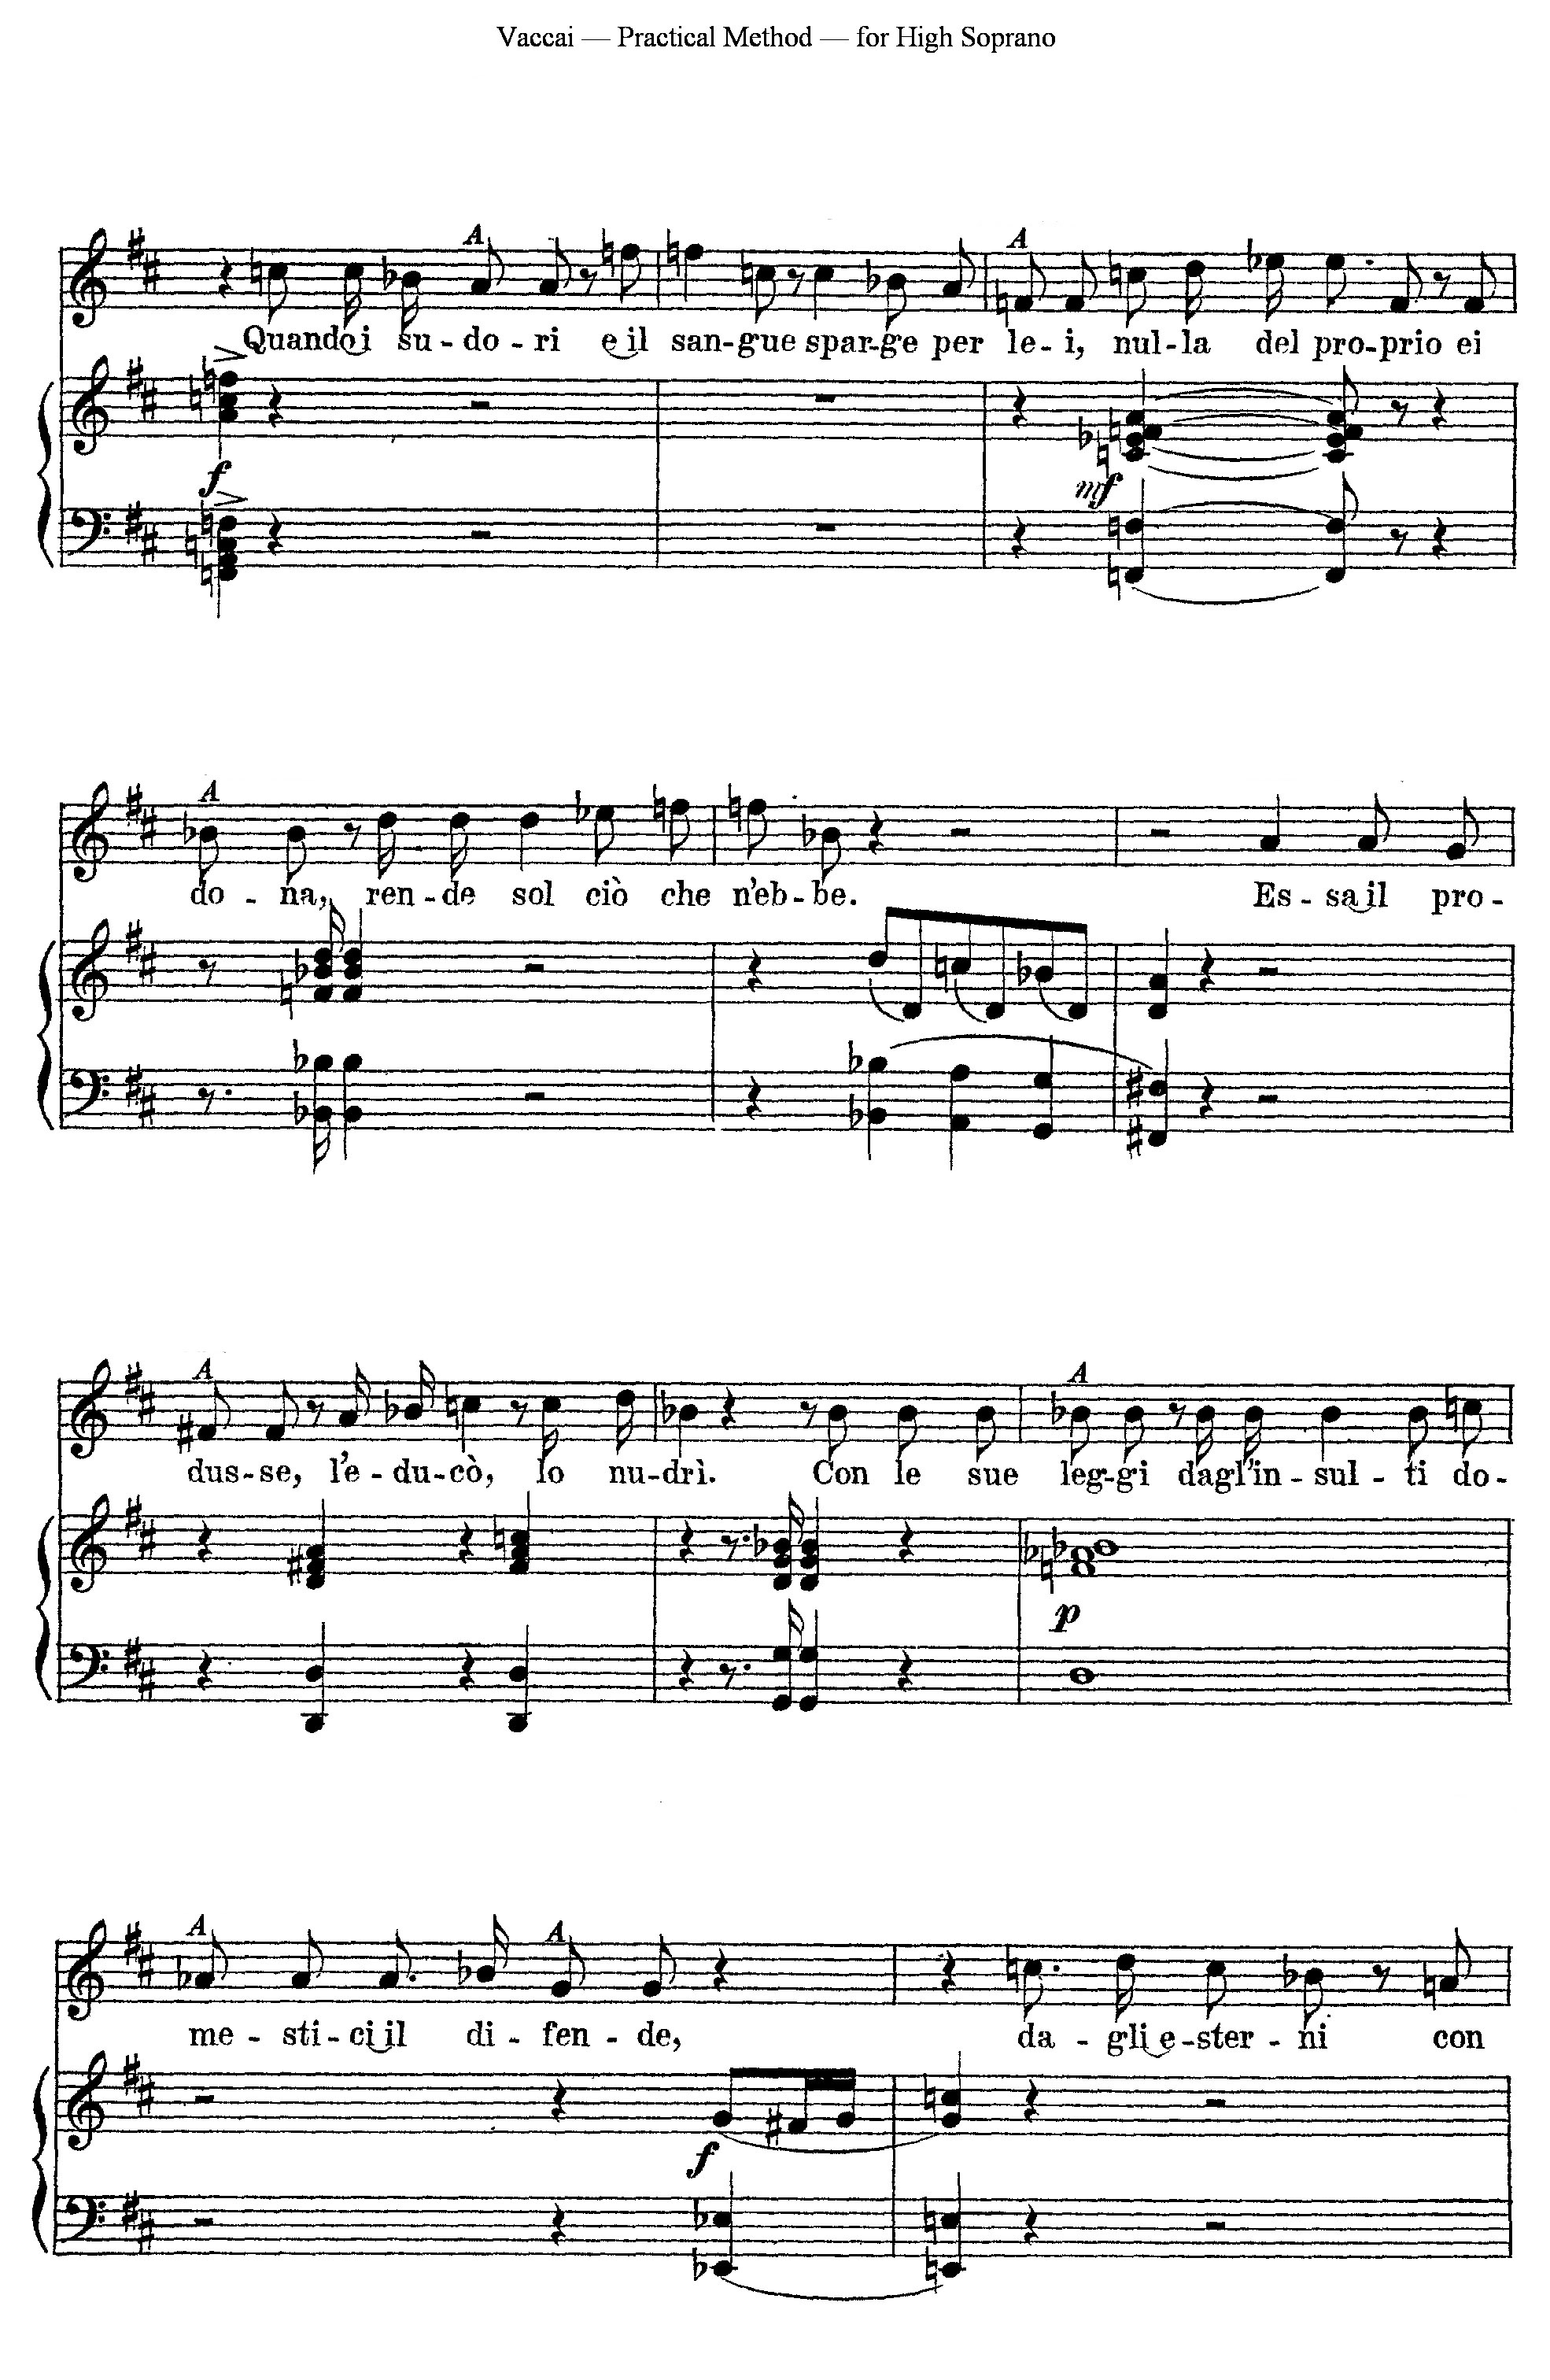 Vaccai — Practical Method — for High Soprano
A A
Quando i su - do - ri e il san - gue spar - ge per le - i, nul - la del pro - prio ei
f mf
A
do - na, ren - de sol ciò che n'eb - be. Es - sa il pro -
A A
dus - se, l'e - du - cò, lo nu - drì. Con le sue leg - gi dagl'in - sul - ti do -
p
A A
me - sti - ci il di - fen - de, da - gli e - ster - ni con
f